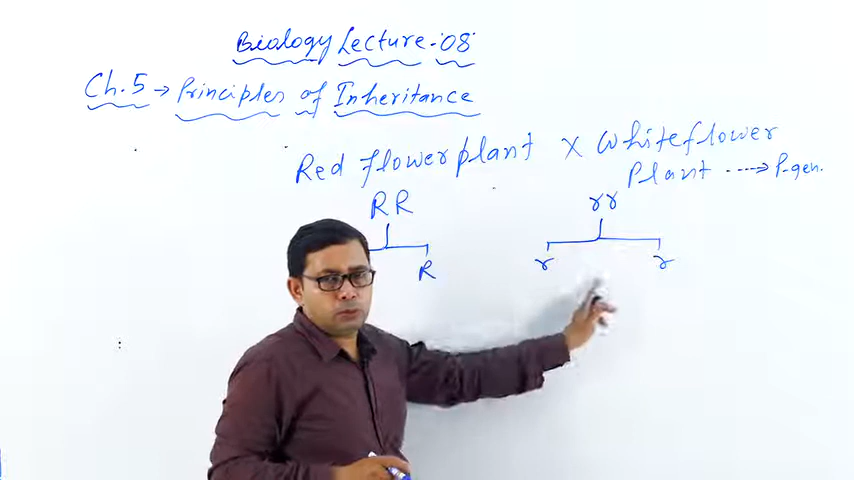 Biology Lecture-08
Ch.5 → Principles of Inheritance
Red flower plant X White flower
Plant ----→ P-gen.
RR rr
R r r